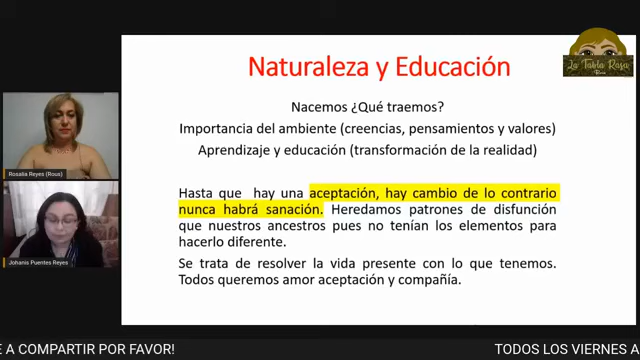 Naturaleza y Educación
La Tabla Rasa
Rous
Nacemos ¿Qué traemos?
Importancia del ambiente (creencias, pensamientos y valores)
Aprendizaje y educación (transformación de la realidad)
Hasta que hay una aceptación, hay cambio de lo contrario
nunca habrá sanación. Heredamos patrones de disfunción
que nuestros ancestros pues no tenían los elementos para
hacerlo diferente.
Se trata de resolver la vida presente con lo que tenemos.
Todos queremos amor aceptación y compañía.
Rosalia Reyes (Rous)
Johanis Puentes Reyes
E A COMPARTIR POR FAVOR!
TODOS LOS VIERNES A